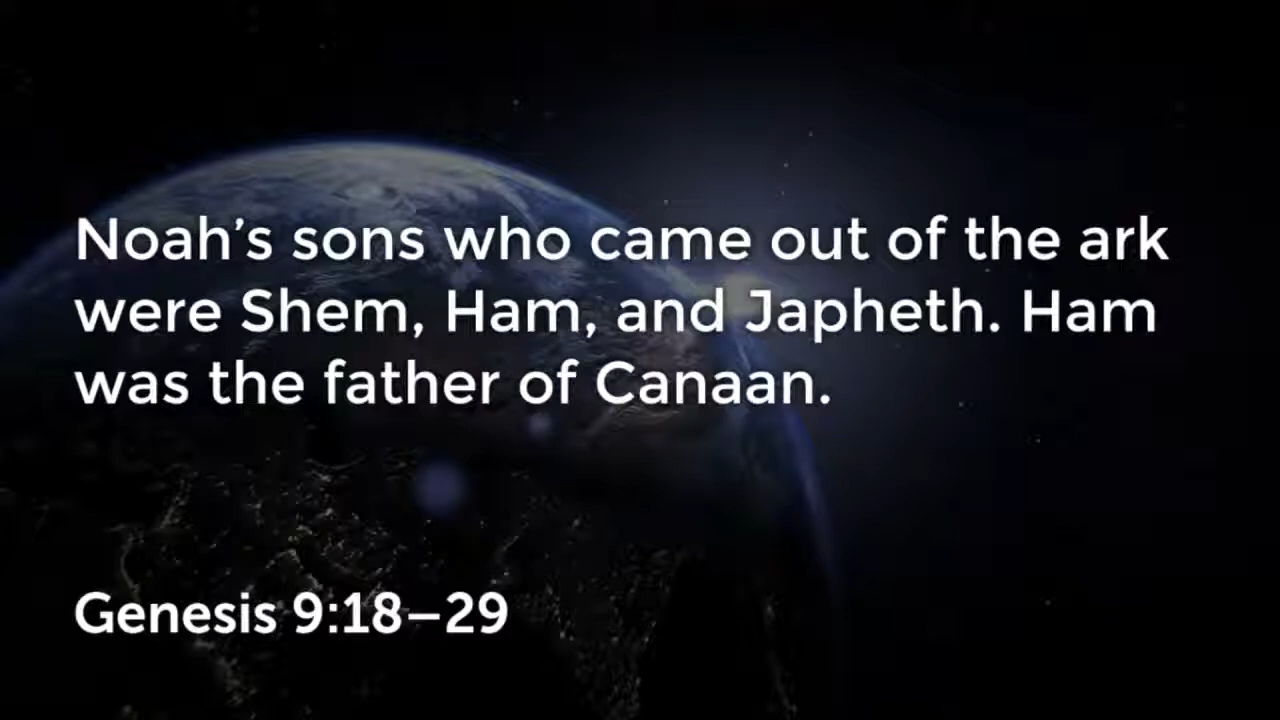 Noah’s sons who came out of the ark
were Shem, Ham, and Japheth. Ham
was the father of Canaan.
Genesis 9:18–29